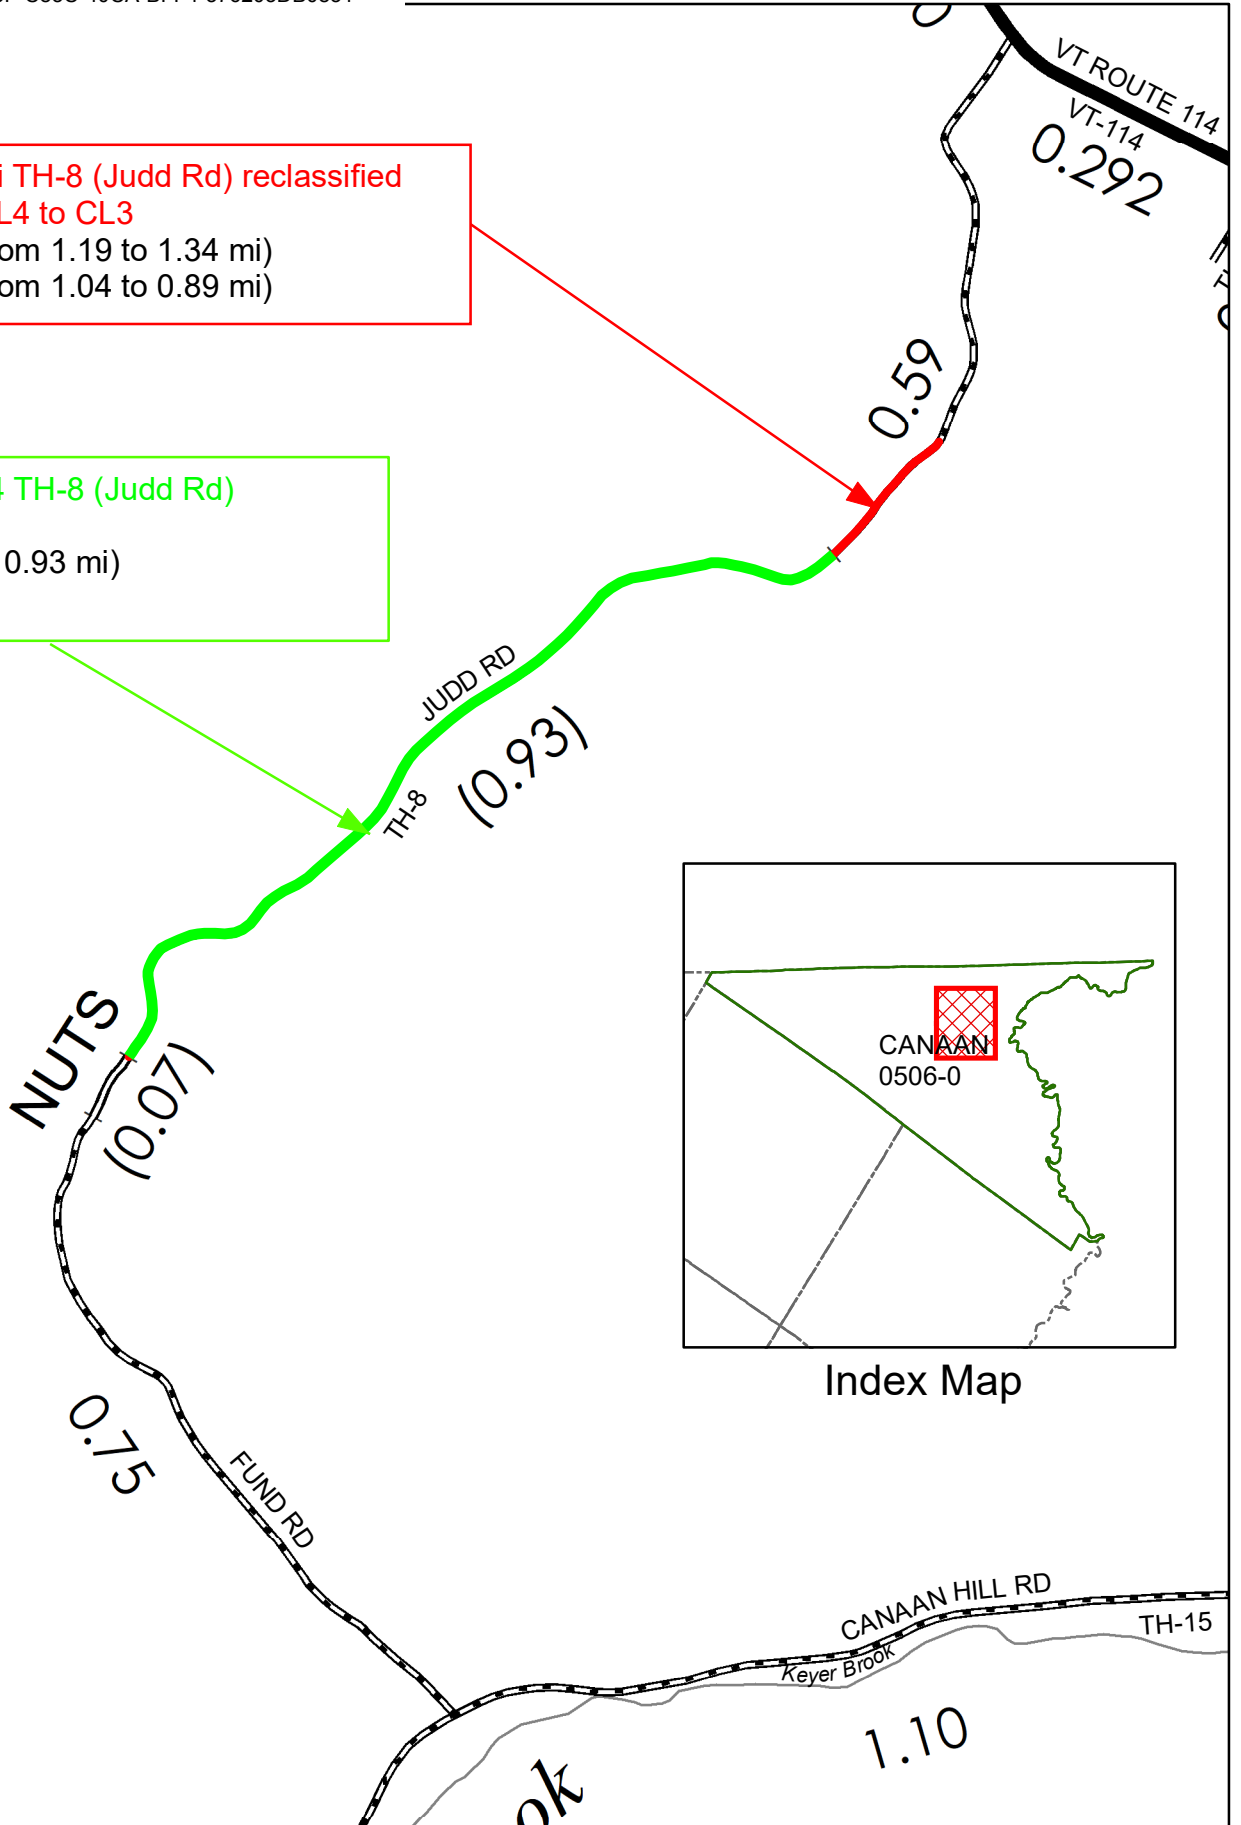 VT ROUTE 114
VT-114
0.292
i TH-8 (Judd Rd) reclassified
L4 to CL3
om 1.19 to 1.34 mi)
om 1.04 to 0.89 mi)
0.59
4 TH-8 (Judd Rd)
0.93 mi)
JUDD RD
(0.93)
TH-8
NUTS
(0.07)
CANAAN
0506-0
Index Map
0.75
FUND RD
CANAAN HILL RD
TH-15
Keyer Brook
1.10
ok